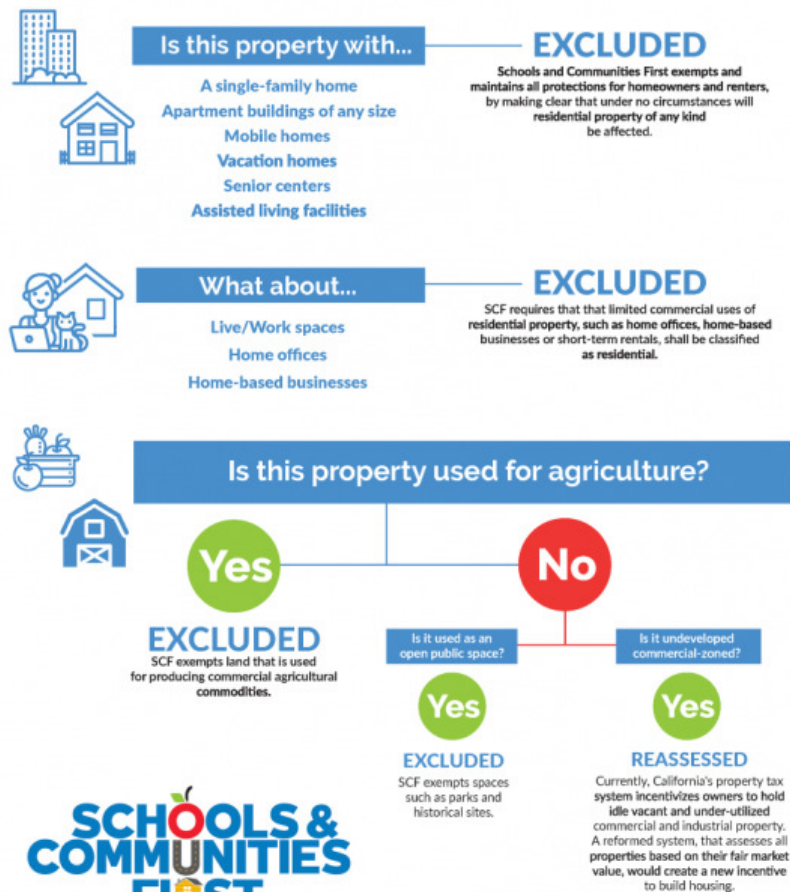 Is this property with...
A single-family home
Apartment buildings of any size
Mobile homes
Vacation homes
Senior centers
Assisted living facilities
EXCLUDED
Schools and Communities First exempts and
maintains all protections for homeowners and renters,
by making clear that under no circumstances will
residential property of any kind
be affected.
What about...
Live/Work spaces
Home offices
Home-based businesses
EXCLUDED
SCF requires that that limited commercial uses of
residential property, such as home offices, home-based
businesses or short-term rentals, shall be classified
as residential.
Is this property used for agriculture?
Yes
EXCLUDED
SCF exempts land that is used
for producing commercial agricultural
commodities.
No
Is it used as an
open public space?
Yes
EXCLUDED
SCF exempts spaces
such as parks and
historical sites.
Is it undeveloped
commercial-zoned?
Yes
REASSESSED
Currently, California's property tax
system incentivizes owners to hold
idle vacant and under-utilized
commercial and industrial property.
A reformed system, that assesses all
properties based on their fair market
value, would create a new incentive
to build housing.
SCHOOLS &
COMMUNITIES
FIRST